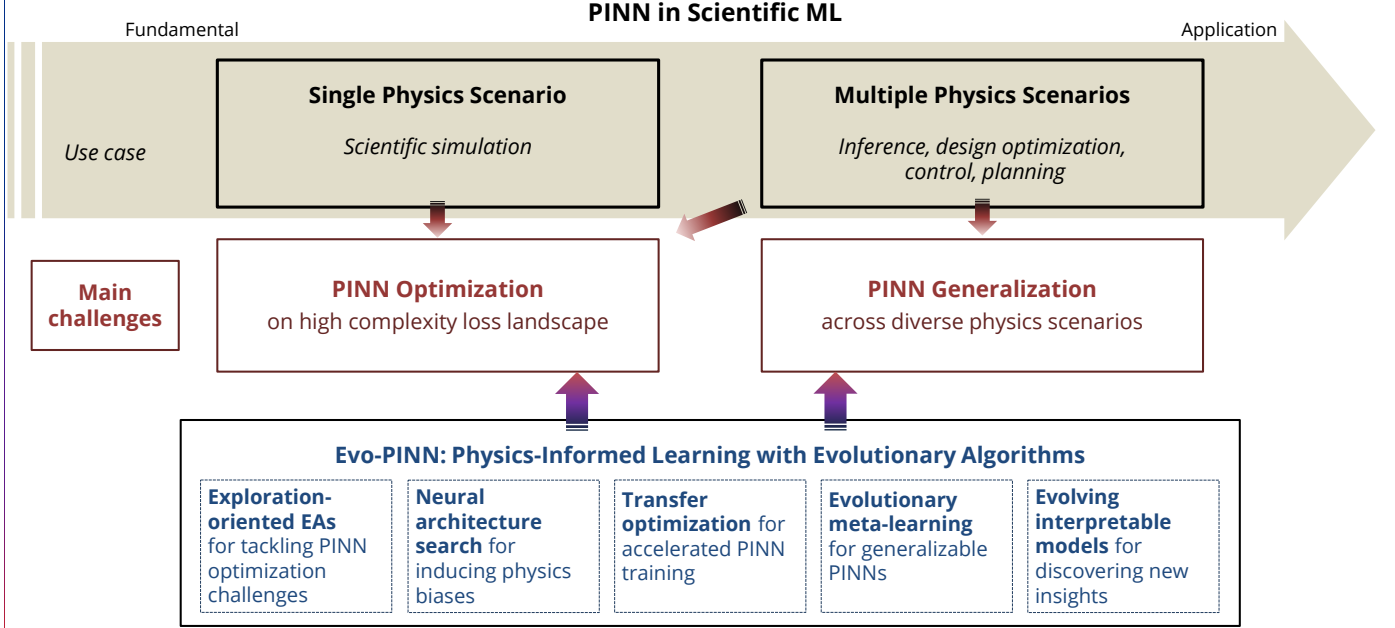 PINN in Scientific ML
Fundamental
Application
Single Physics Scenario
Multiple Physics Scenarios
Use case
Scientific simulation
Inference, design optimization,
control, planning
Main
challenges
PINN Optimization
on high complexity loss landscape
PINN Generalization
across diverse physics scenarios
Evo-PINN: Physics-Informed Learning with Evolutionary Algorithms
Exploration-
oriented EAs
for tackling PINN
optimization
challenges
Neural
architecture
search for
inducing physics
biases
Transfer
optimization for
accelerated PINN
training
Evolutionary
meta-learning
for generalizable
PINNs
Evolving
interpretable
models for
discovering new
insights